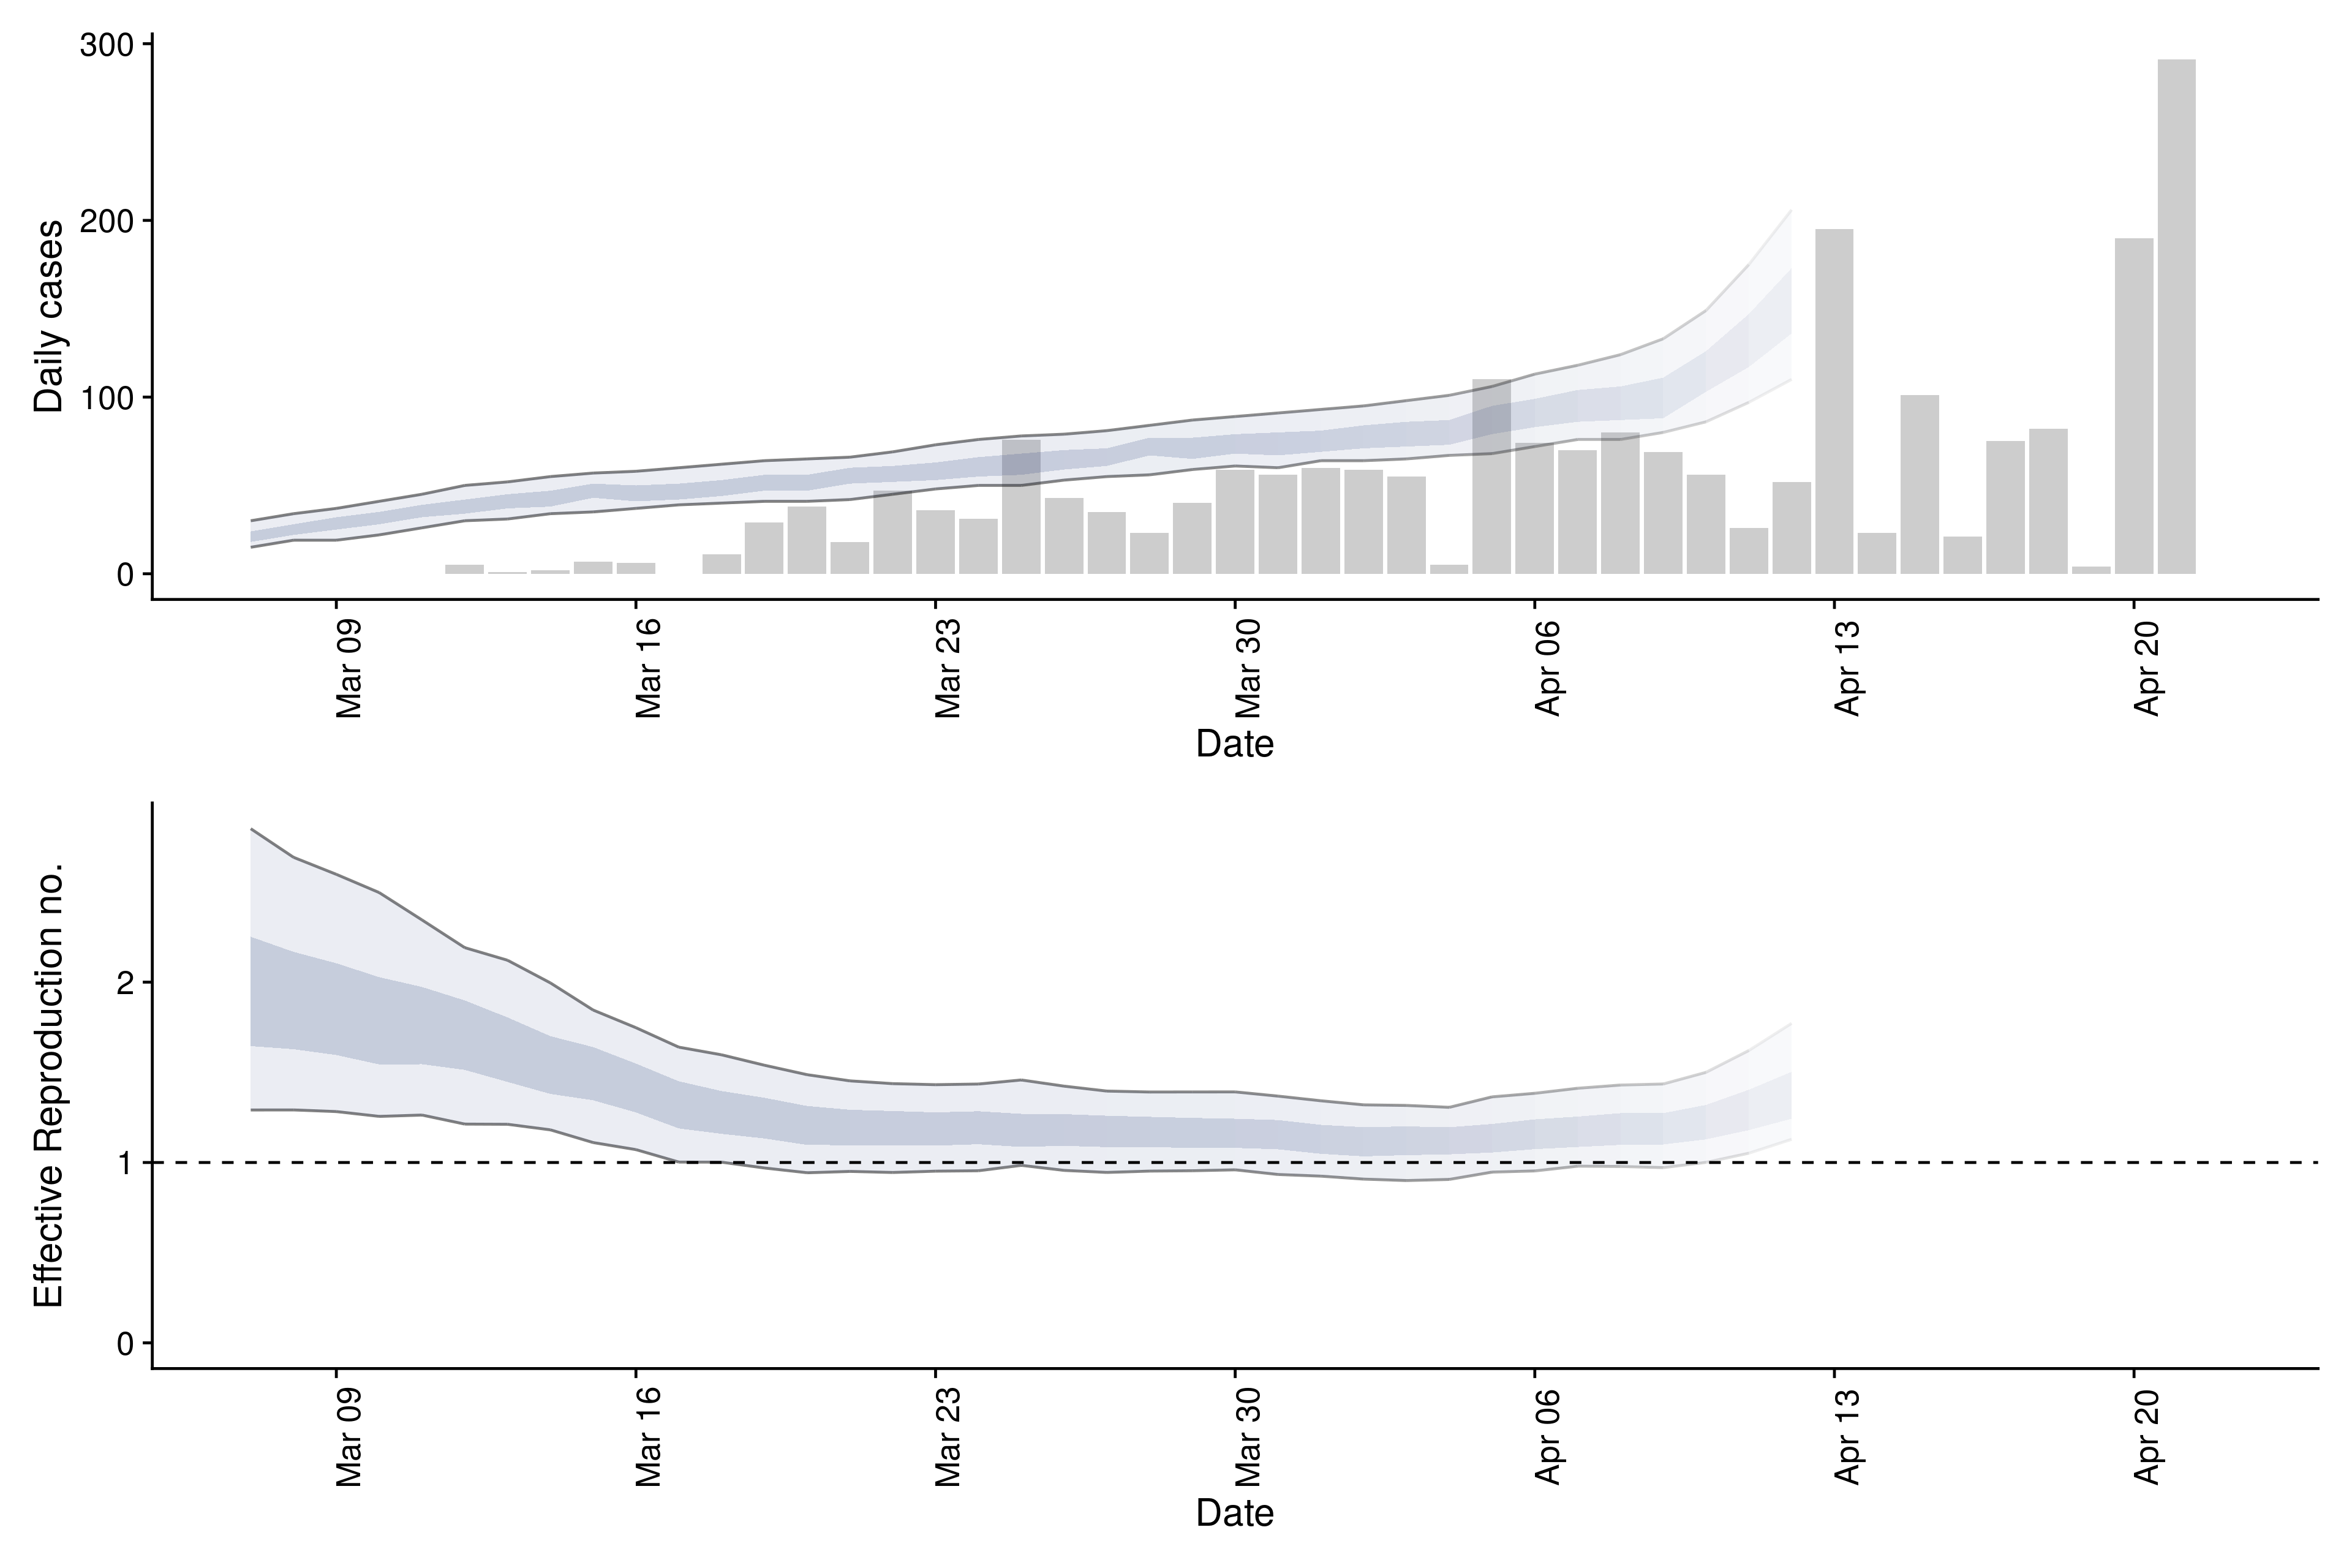 Daily cases
300
200
100
0
Mar 09
Mar 16
Mar 23
Mar 30
Apr 06
Apr 13
Apr 20
Date
Effective Reproduction no.
2
1
0
Mar 09
Mar 16
Mar 23
Mar 30
Apr 06
Apr 13
Apr 20
Date